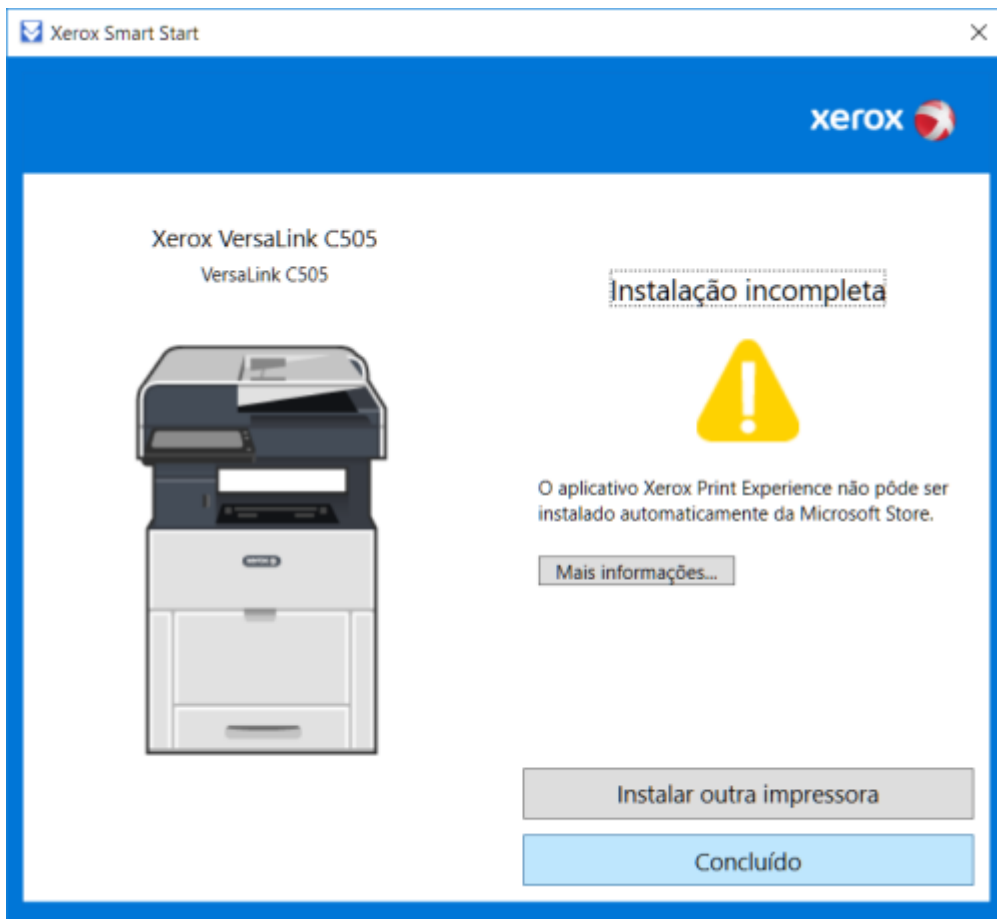 Xerox Smart Start
xerox
Xerox VersaLink C505
VersaLink C505
Instalação incompleta
O aplicativo Xerox Print Experience não pôde ser
instalado automaticamente da Microsoft Store.
Mais informações...
Instalar outra impressora
Concluído